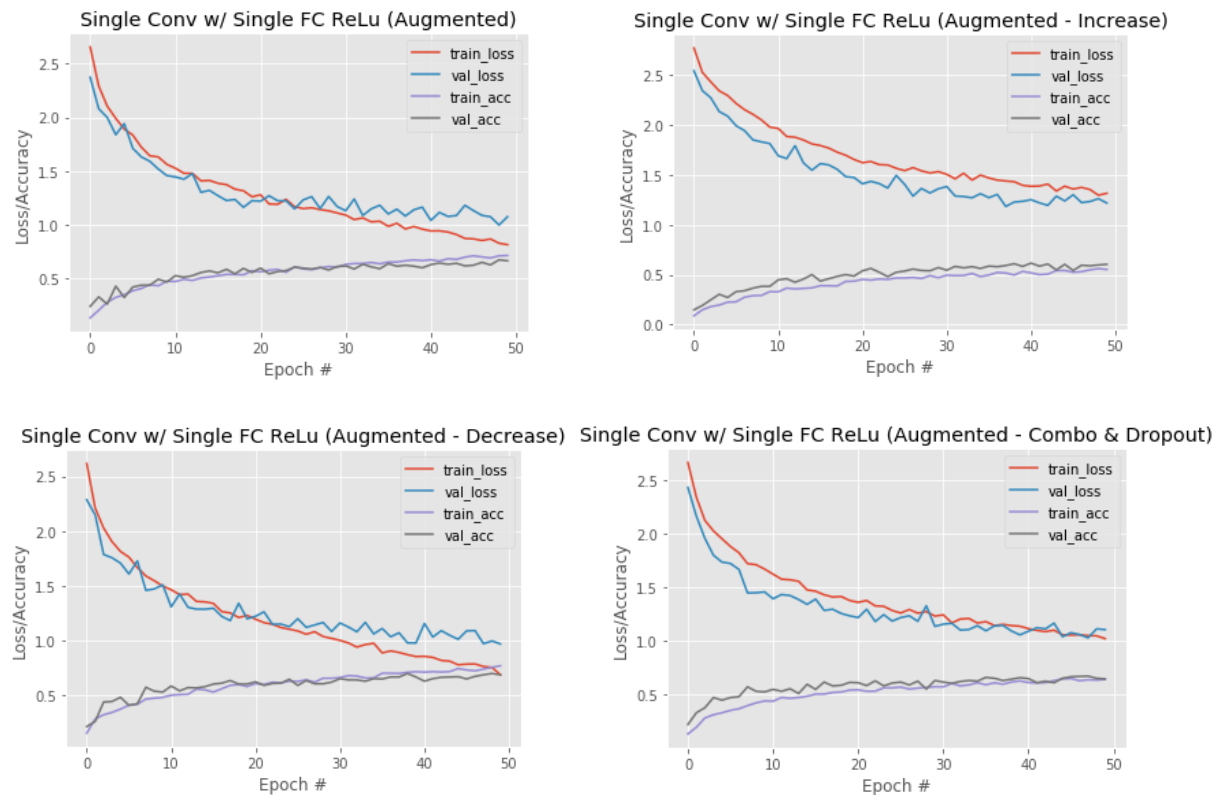 Single Conv w/ Single FC ReLu (Augmented)
train_loss
val_loss
train_acc
val_acc
Loss/Accuracy
2.5
2.0
1.5
1.0
0.5
0 10 20 30 40 50
Epoch #
Single Conv w/ Single FC ReLu (Augmented - Increase)
train_loss
val_loss
train_acc
val_acc
Loss/Accuracy
2.5
2.0
1.5
1.0
0.5
0.0
0 10 20 30 40 50
Epoch #
Single Conv w/ Single FC ReLu (Augmented - Decrease)
train_loss
val_loss
train_acc
val_acc
Loss/Accuracy
2.5
2.0
1.5
1.0
0.5
0 10 20 30 40 50
Epoch #
Single Conv w/ Single FC ReLu (Augmented - Combo & Dropout)
train_loss
val_loss
train_acc
val_acc
Loss/Accuracy
2.5
2.0
1.5
1.0
0.5
0 10 20 30 40 50
Epoch #